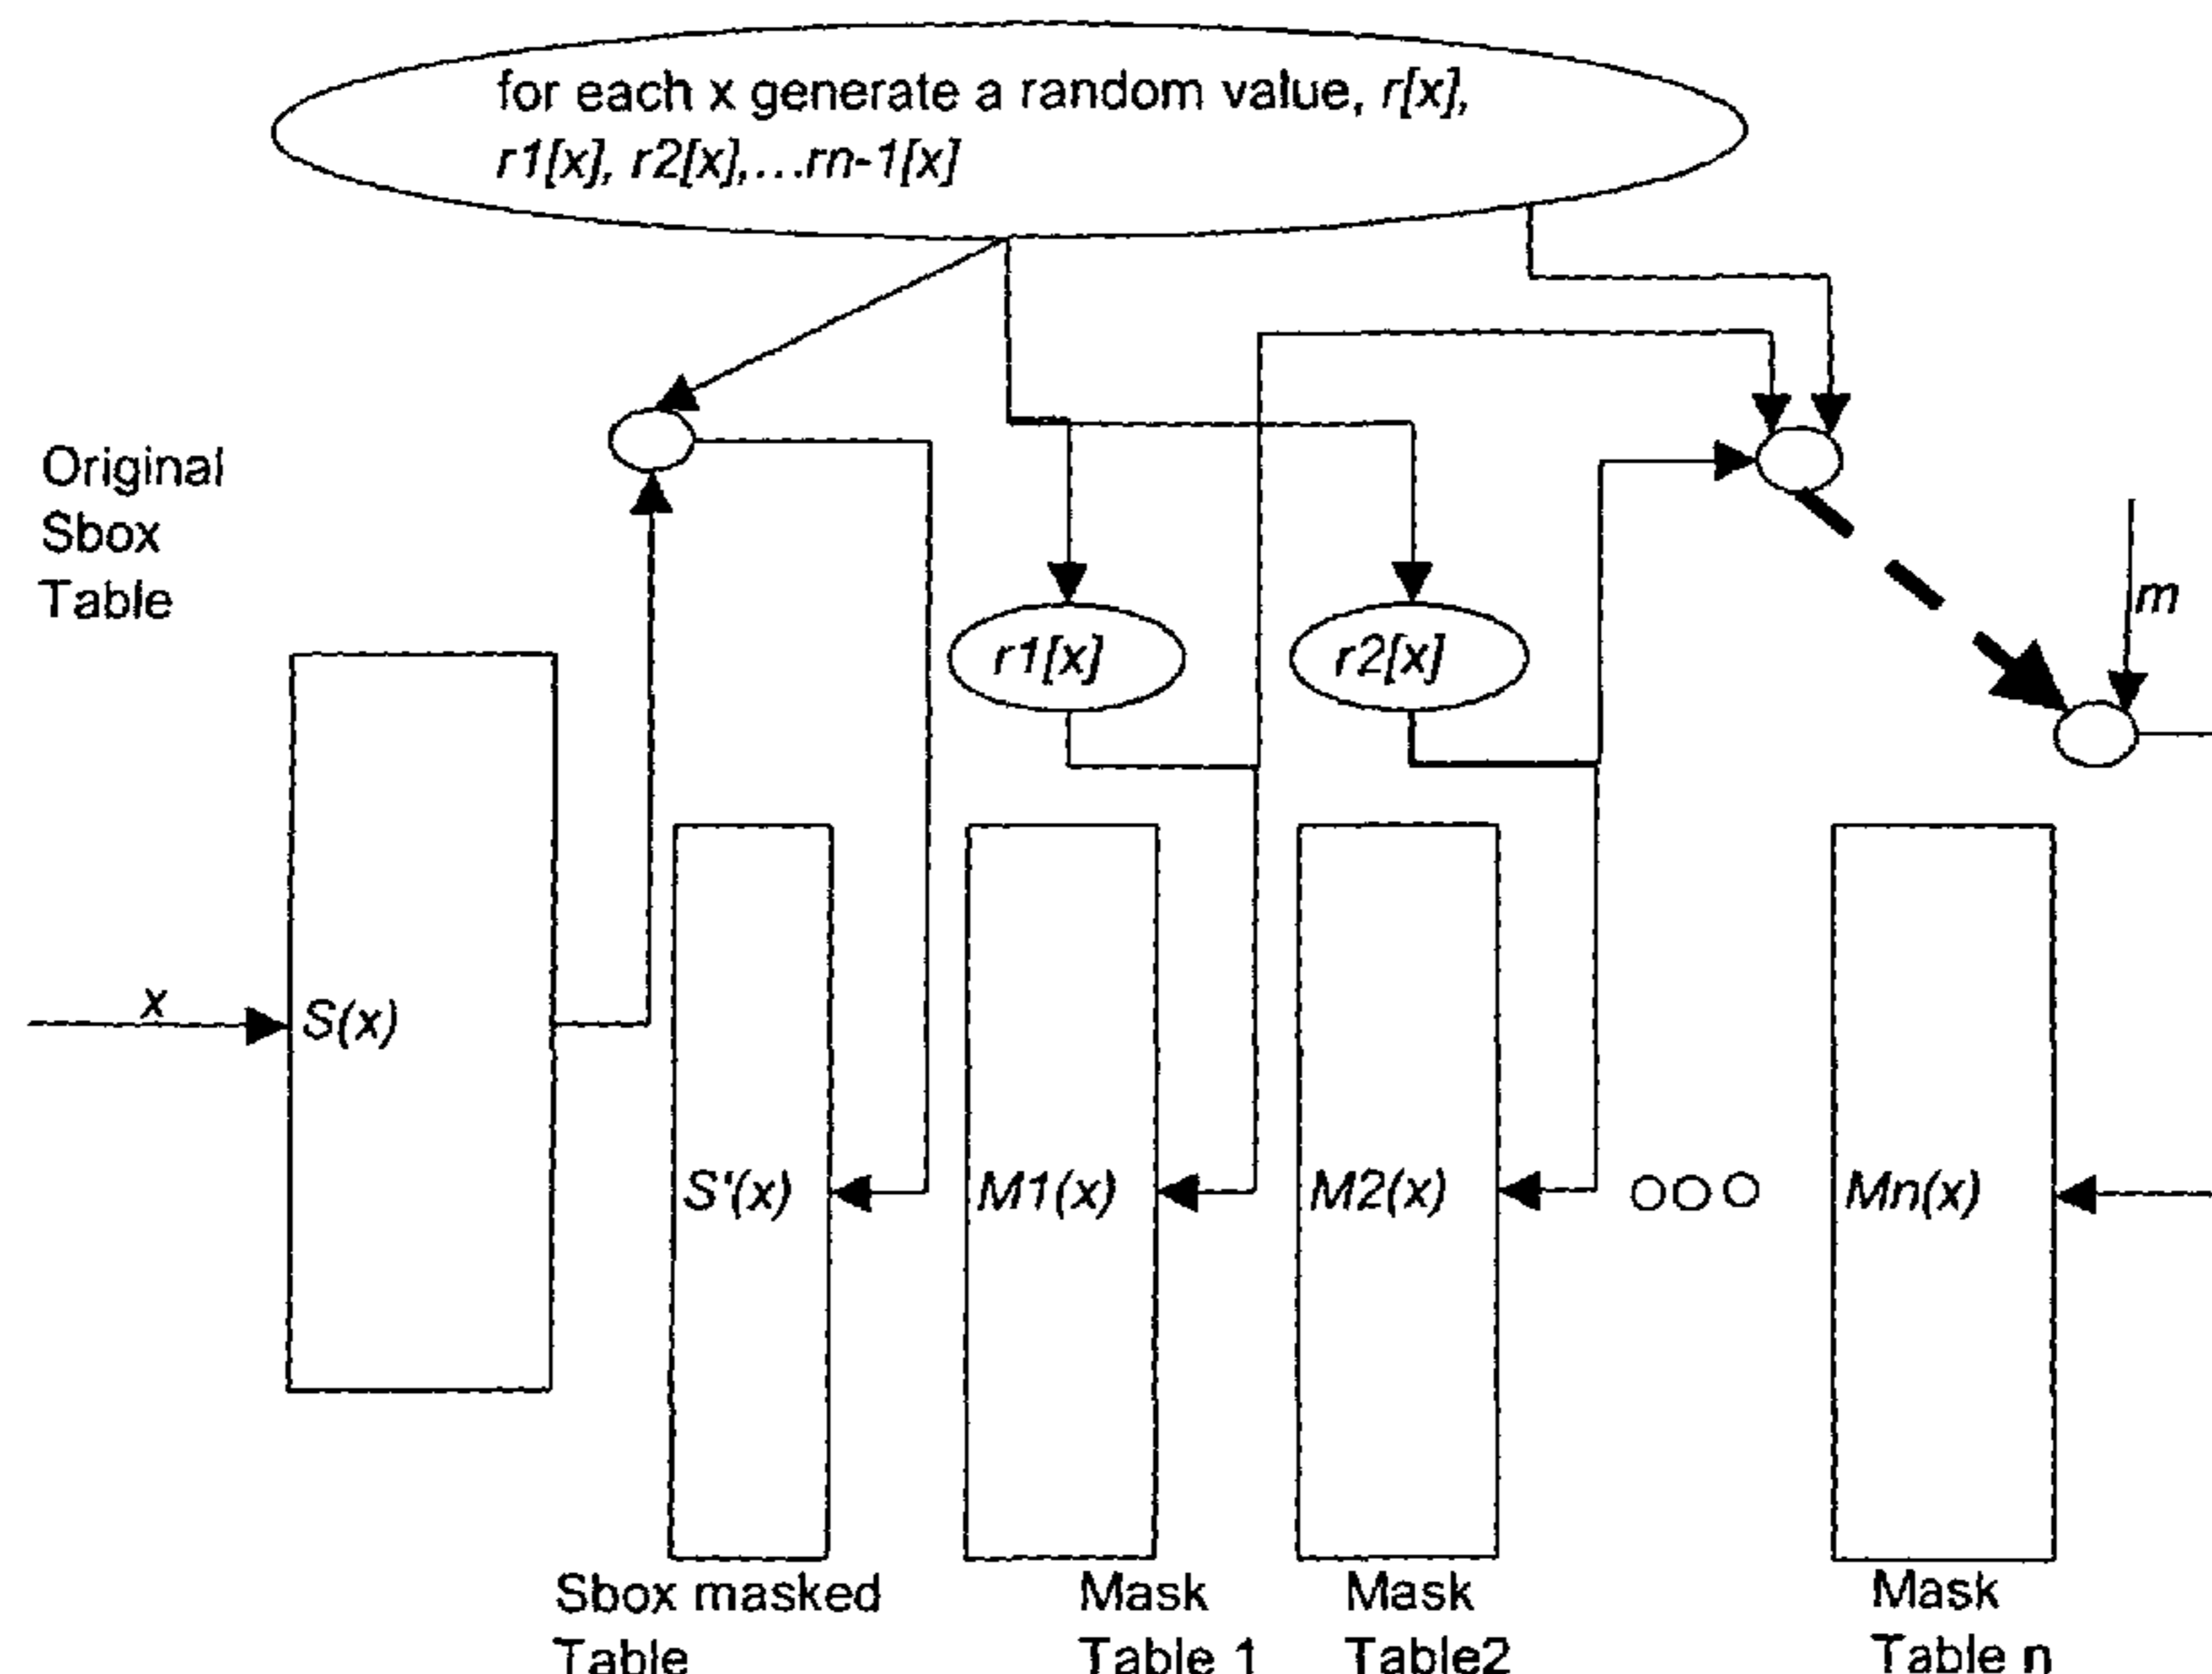 for each x generate a random value, r[x],
r1[x], r2[x],...rn-1[x]
Original
Sbox
Table
m
r1[x]
r2[x]
x
S(x)
S'(x)
M1(x)
M2(x)
Mn(x)
Sbox masked
Table
Mask
Table 1
Mask
Table2
Mask
Table n